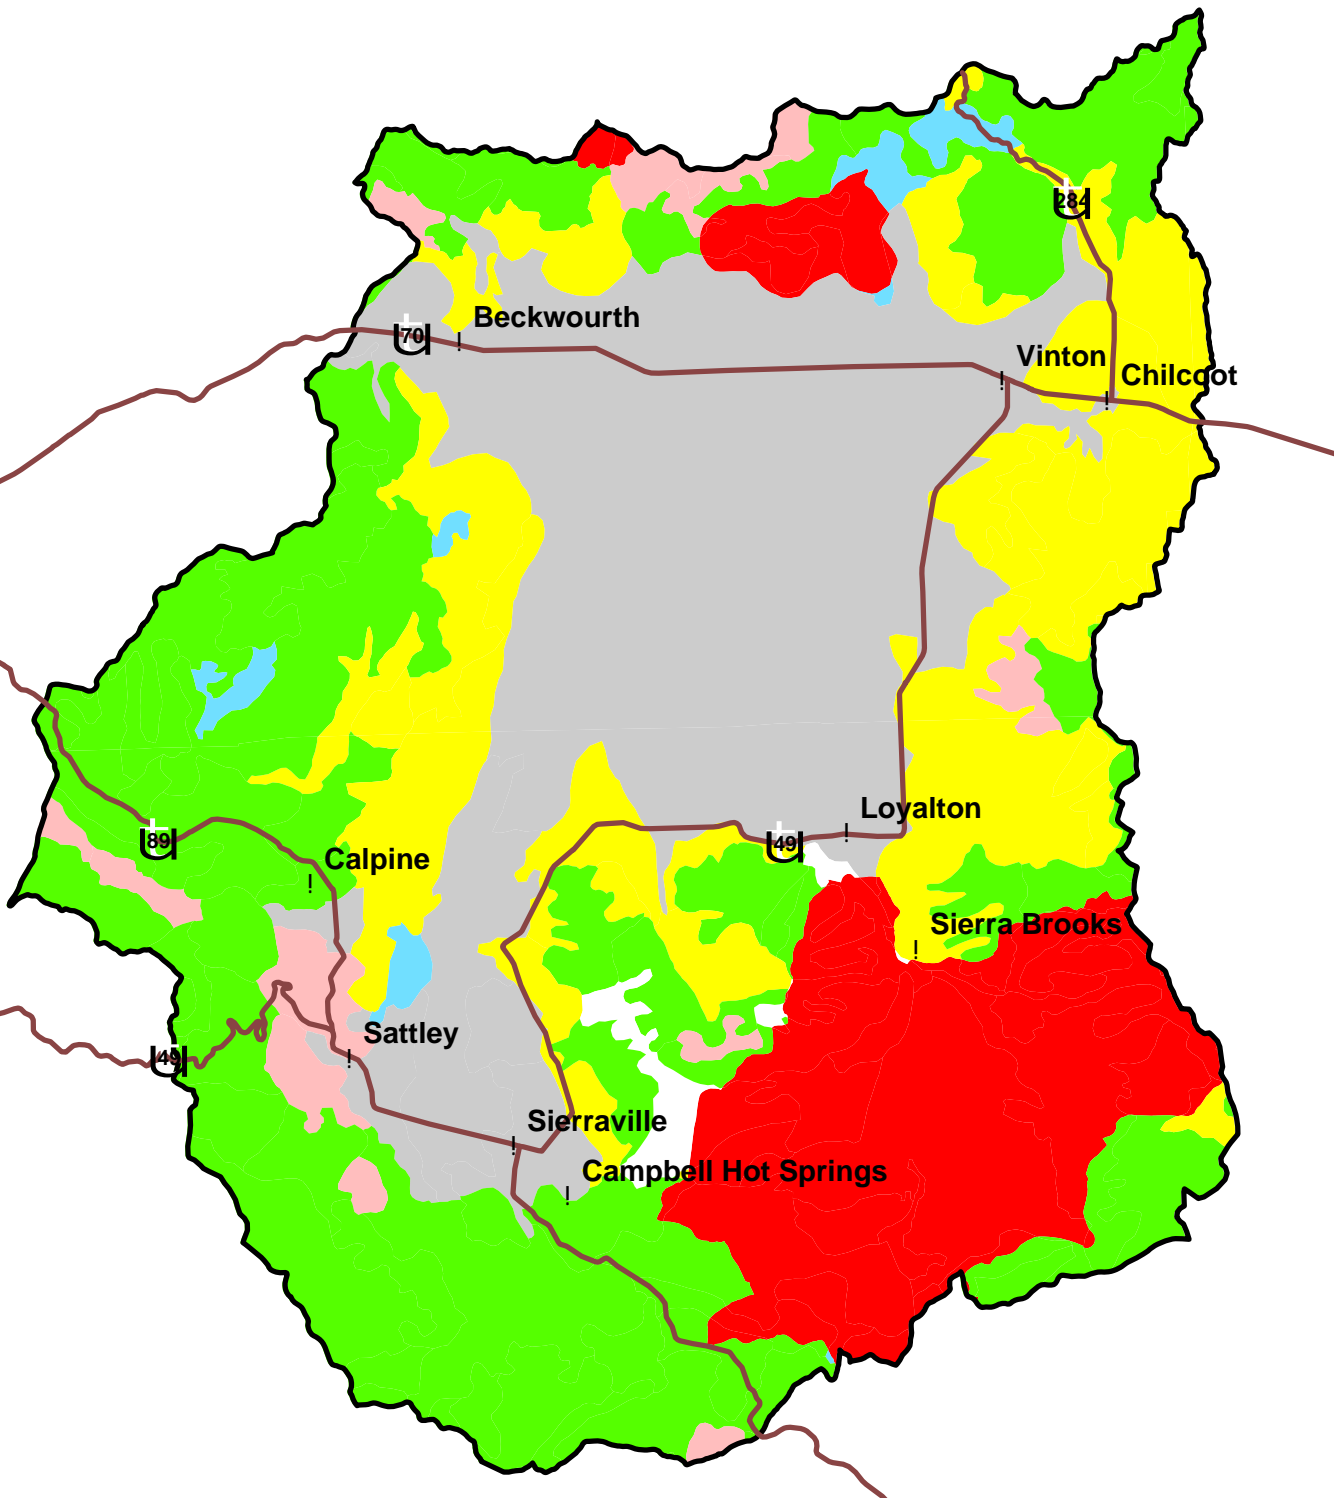 284
Beckwourth
70
Vinton
Chilcoot
Loyalton
89
49
Calpine
Sierra Brooks
Sattley
49
Sierraville
Campbell Hot Springs